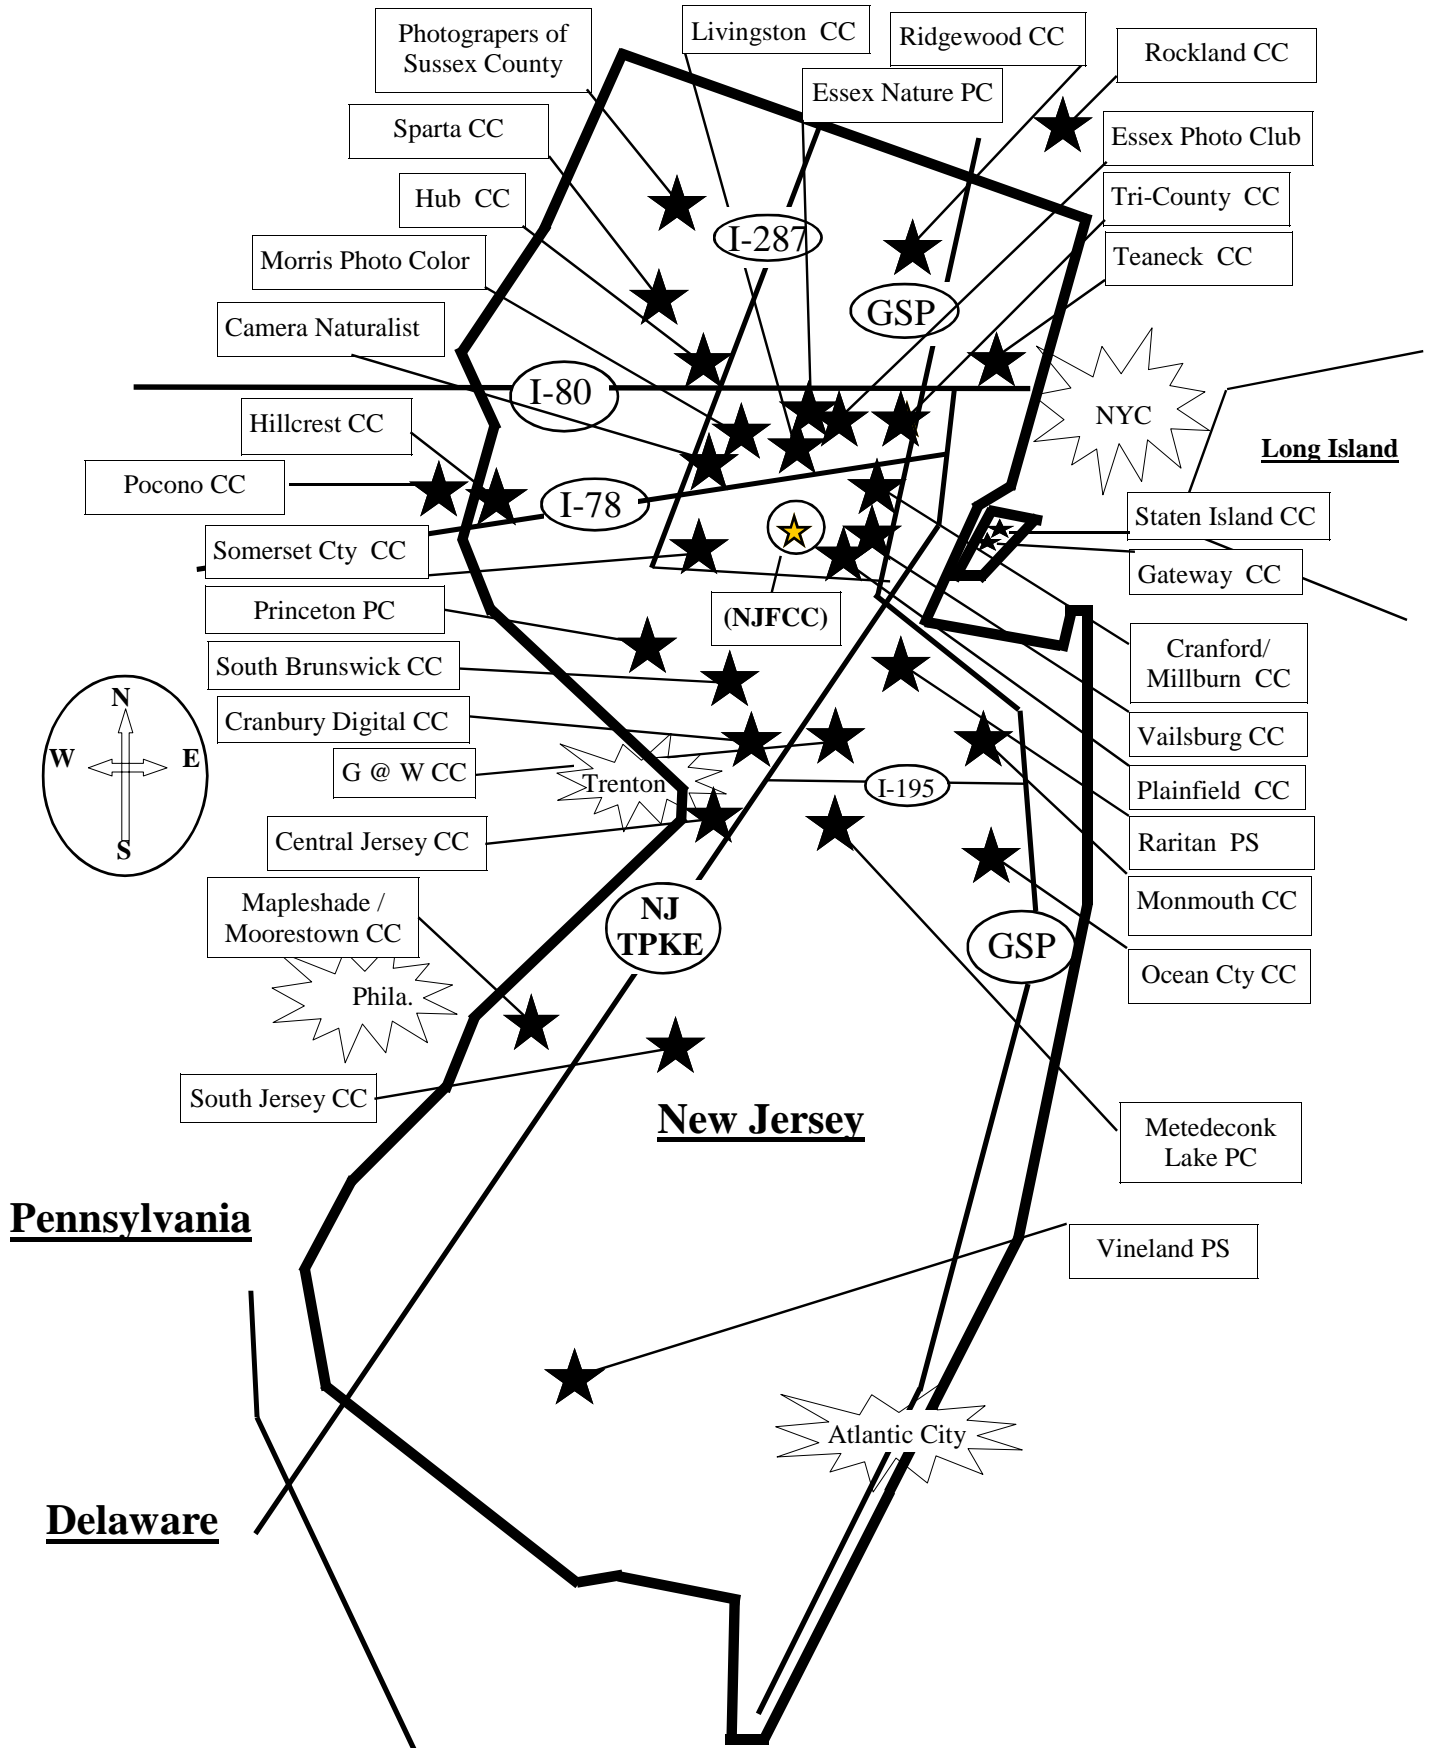 Photograpers of
Sussex County
Livingston CC
Ridgewood CC
Rockland CC
Essex Nature PC
Sparta CC
Essex Photo Club
Hub CC
Tri-County CC
Morris Photo Color
I-287
Teaneck CC
Camera Naturalist
GSP
I-80
NYC
Hillcrest CC
Long Island
Pocono CC
I-78
Staten Island CC
Somerset Cty CC
Gateway CC
Princeton PC
(NJFCC)
Cranford/
Millburn CC
South Brunswick CC
N
W
E
S
Cranbury Digital CC
Vailsburg CC
G @ W CC
Trenton
I-195
Plainfield CC
Central Jersey CC
Raritan PS
Mapleshade /
Moorestown CC
NJ
TPKE
GSP
Monmouth CC
Phila.
Ocean Cty CC
South Jersey CC
New Jersey
Metedeconk
Lake PC
Pennsylvania
Vineland PS
Atlantic City
Delaware